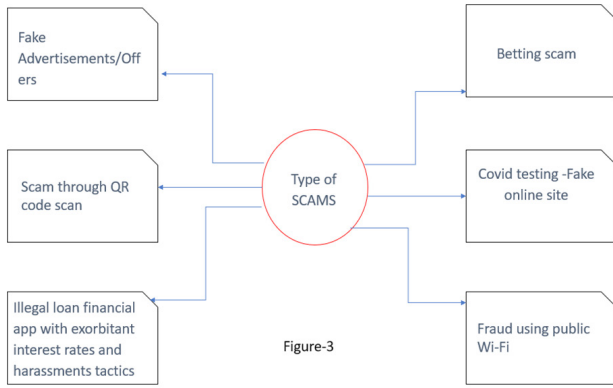 Fake
Advertisements/Off
ers
Betting scam
Scam through QR
code scan
Type of
SCAMS
Covid testing -Fake
online site
Illegal loan financial
app with exorbitant
interest rates and
harassments tactics
Figure-3
Fraud using public
Wi-Fi